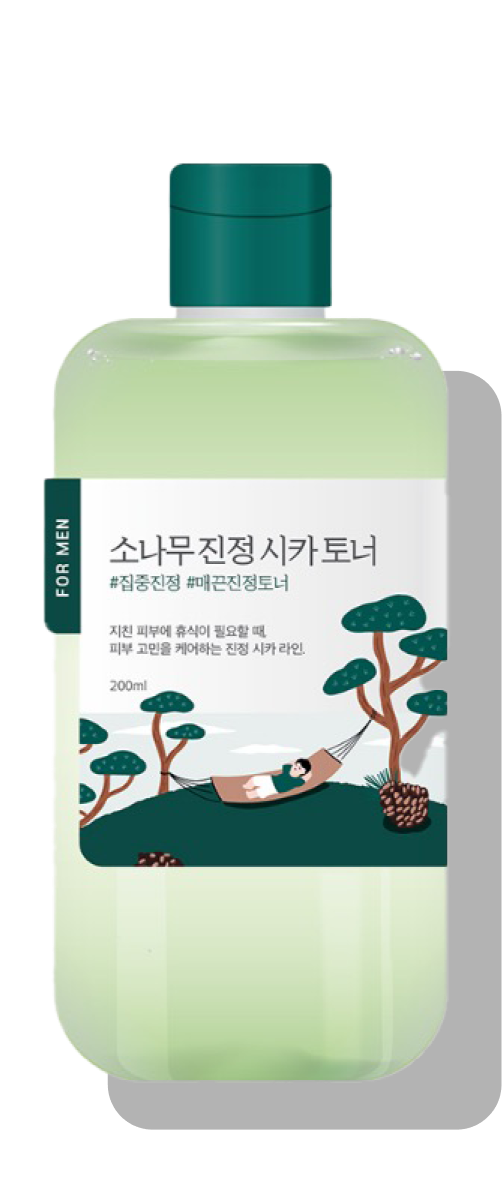 FOR MEN
소나무 진정 시카 토너
#집중진정 #매끈진정토너
지친 피부에 휴식이 필요할 때,
피부 고민을 케어하는 진정 시카 라인.
200ml